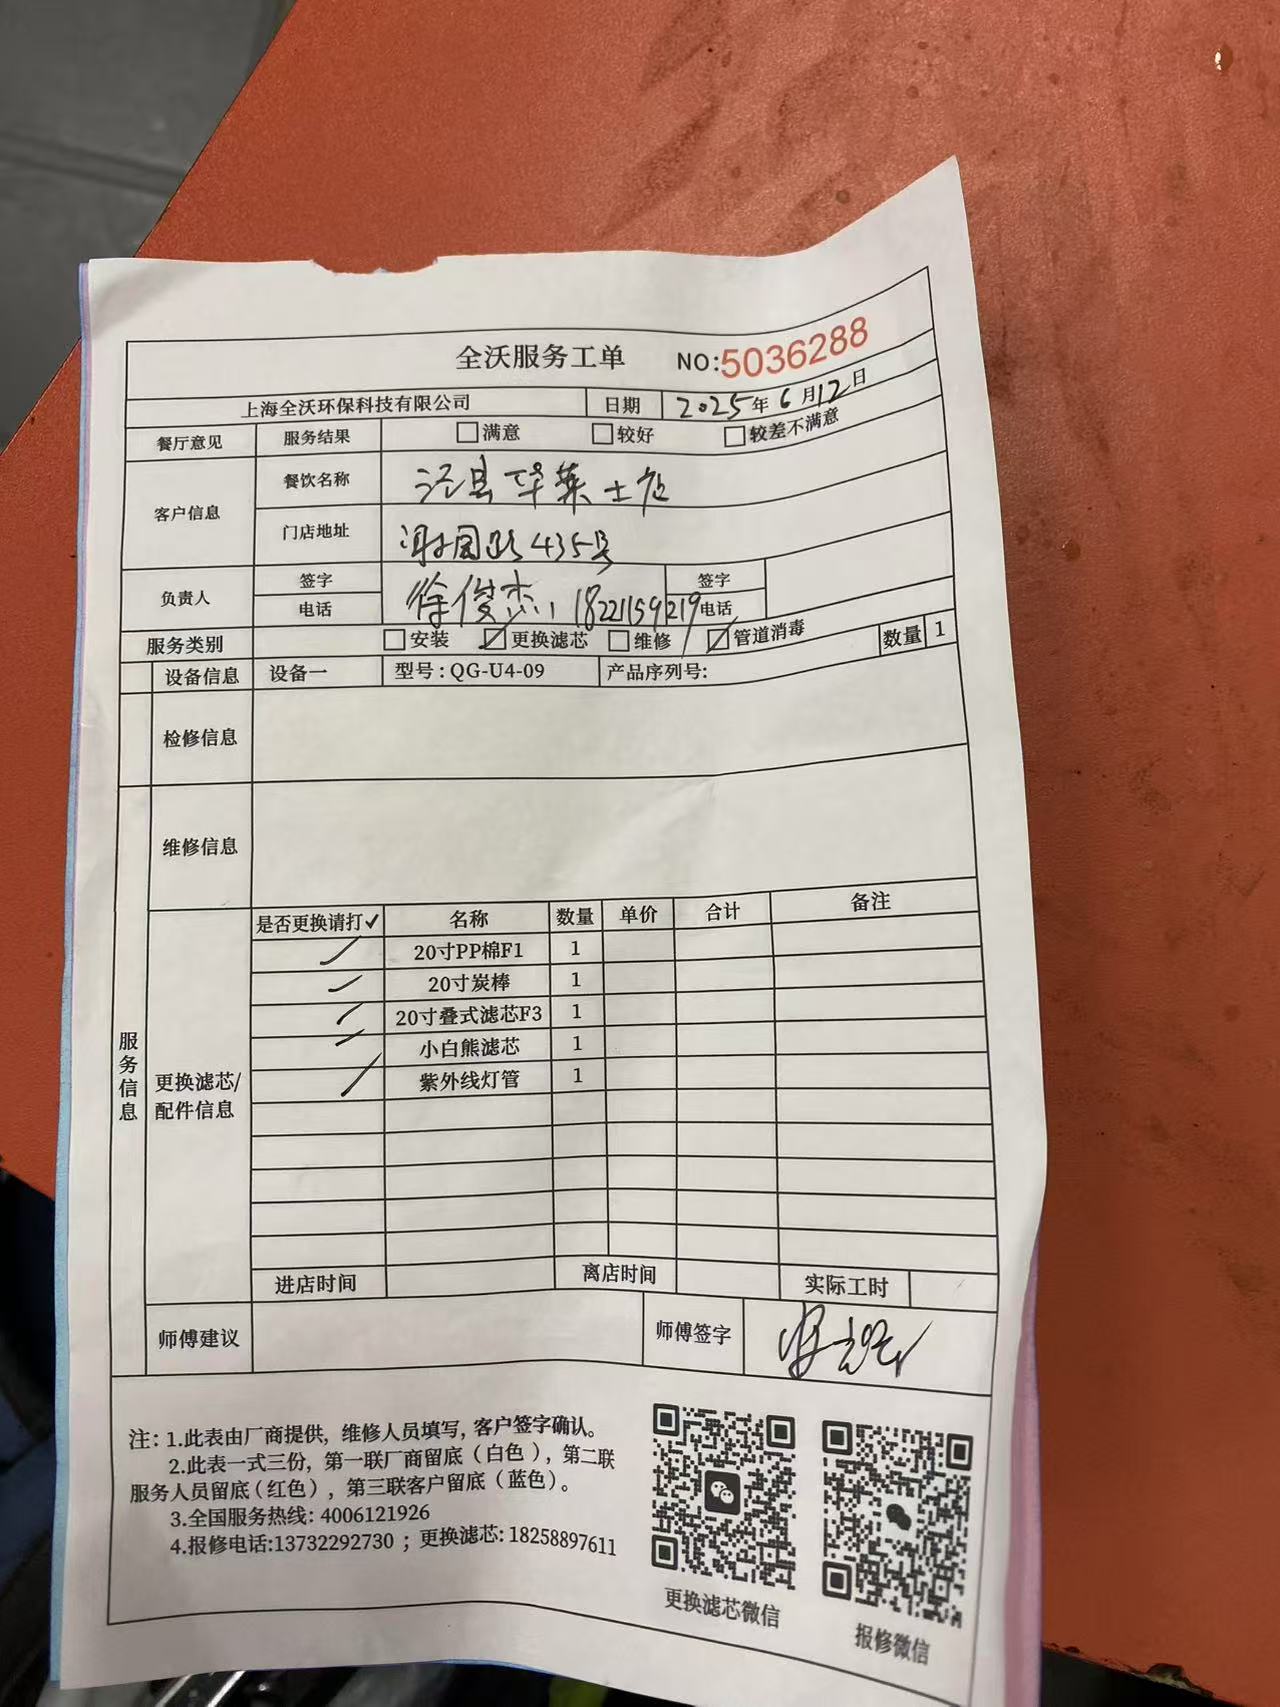 全沃服务工单 NO:5036288
上海全沃环保科技有限公司 日期 2025年6月12日
餐厅意见 服务结果 □满意 □较好 □较差不满意
客户信息 餐饮名称 泾县华莱士店
门店地址 谢园路435号
负责人 签字 徐俊杰 签字
电话 18221159219 电话
服务类别 □安装 ☑更换滤芯 □维修 ☑管道消毒 数量 1
设备信息 设备一 型号:QG-U4-09 产品序列号:
检修信息
维修信息
服务信息
更换滤芯/配件信息
是否更换请打✓ 名称 数量 单价 合计 备注
✓ 20寸PP棉F1 1
✓ 20寸炭棒 1
✓ 20寸叠式滤芯F3 1
✓ 小白熊滤芯 1
✓ 紫外线灯管 1
进店时间 离店时间 实际工时
师傅建议 师傅签字
注: 1.此表由厂商提供, 维修人员填写, 客户签字确认。
2.此表一式三份, 第一联厂商留底(白色), 第二联
服务人员留底(红色), 第三联客户留底(蓝色)。
3.全国服务热线: 4006121926
4.报修电话:13732292730 ; 更换滤芯: 18258897611
更换滤芯微信
报修微信